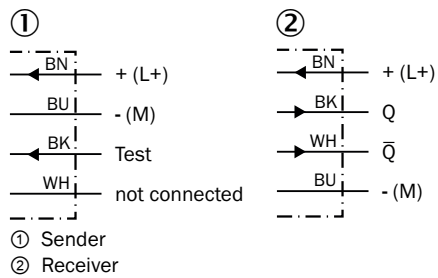 ①
BN + (L+)
BU - (M)
BK Test
WH not connected
②
BN + (L+)
BK Q
WH Q̅
BU - (M)
① Sender
② Receiver